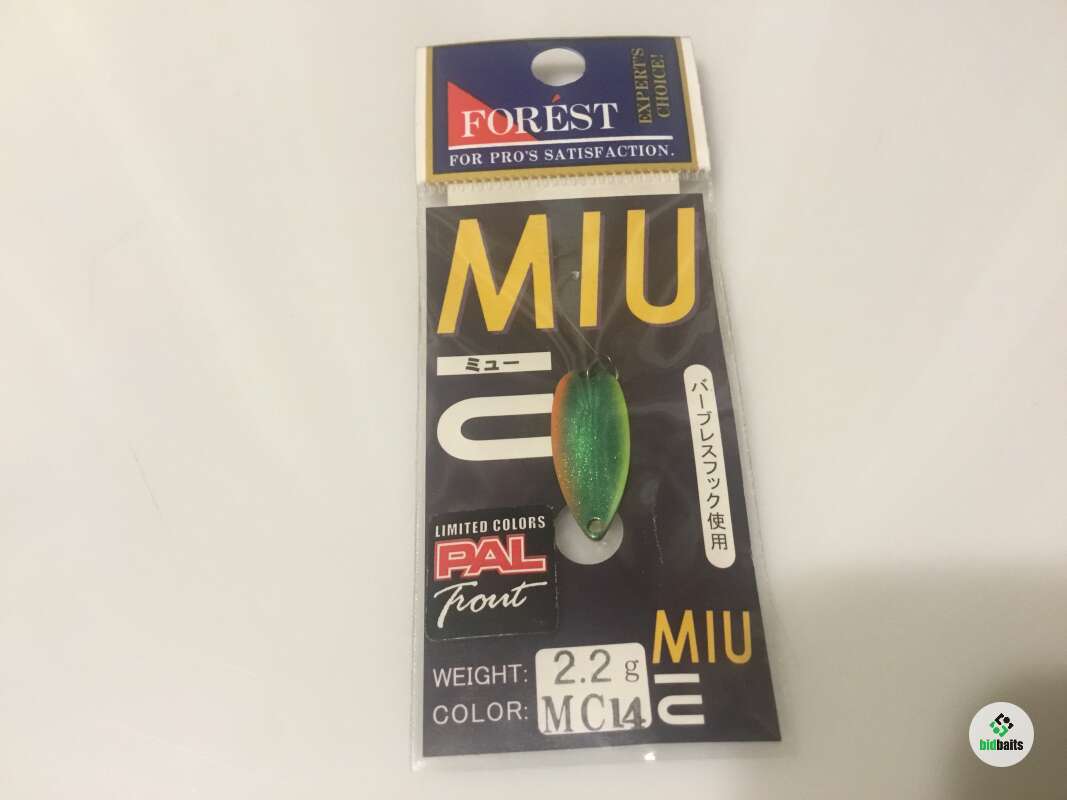 FORÉST
FOR PRO'S SATISFACTION.
EXPERT'S
CHOICE!
MIU
ミュー
バーブレスフック使用
LIMITED COLORS
PAL
Trout
WEIGHT: 2.2 g
COLOR: MC14
MIU
bidbaits